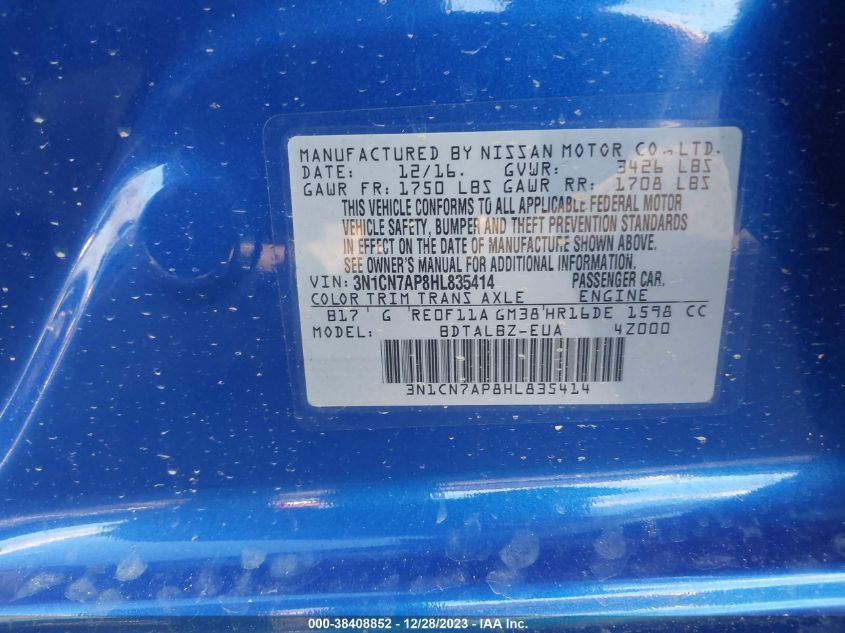 MANUFACTURED BY NISSAN MOTOR CO., LTD.
DATE: 12/16. GVWR: 3426 LBS
GAWR FR: 1750 LBS GAWR RR: 1708 LBS
THIS VEHICLE CONFORMS TO ALL APPLICABLE FEDERAL MOTOR
VEHICLE SAFETY, BUMPER AND THEFT PREVENTION STANDARDS
IN EFFECT ON THE DATE OF MANUFACTURE SHOWN ABOVE.
SEE OWNER'S MANUAL FOR ADDITIONAL INFORMATION.
VIN: 3N1CN7AP8HL835414 PASSENGER CAR.
COLOR TRIM TRANS AXLE ENGINE
B17 G RE0F11A GM38 HR16DE 1598 CC
MODEL: BDTALBZ-EUA 4Z000
3N1CN7AP8HL835414
000-38408852 - 12/28/2023 - IAA Inc.